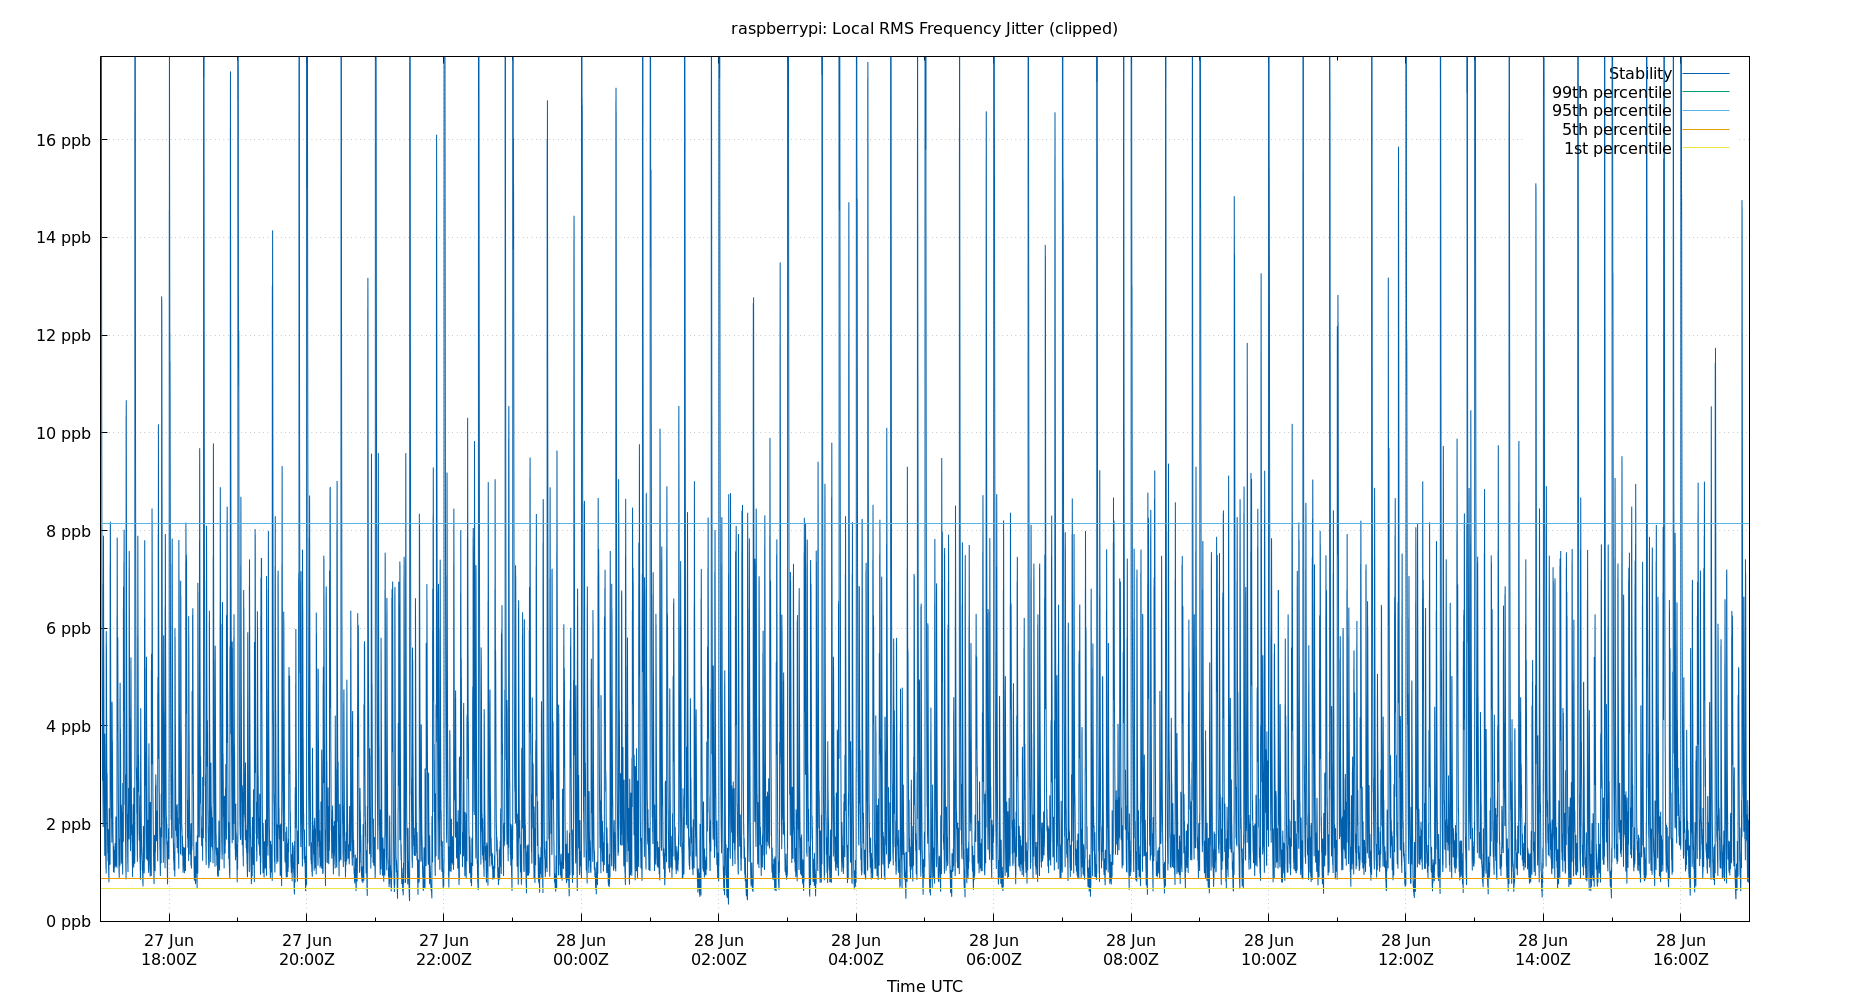 raspberrypi: Local RMS Frequency Jitter (clipped)
Stability
99th percentile
95th percentile
5th percentile
1st percentile
16 ppb
14 ppb
12 ppb
10 ppb
8 ppb
6 ppb
4 ppb
2 ppb
0 ppb
27 Jun 27 Jun 27 Jun 28 Jun 28 Jun 28 Jun 28 Jun 28 Jun 28 Jun 28 Jun 28 Jun 28 Jun
18:00Z 20:00Z 22:00Z 00:00Z 02:00Z 04:00Z 06:00Z 08:00Z 10:00Z 12:00Z 14:00Z 16:00Z
Time UTC